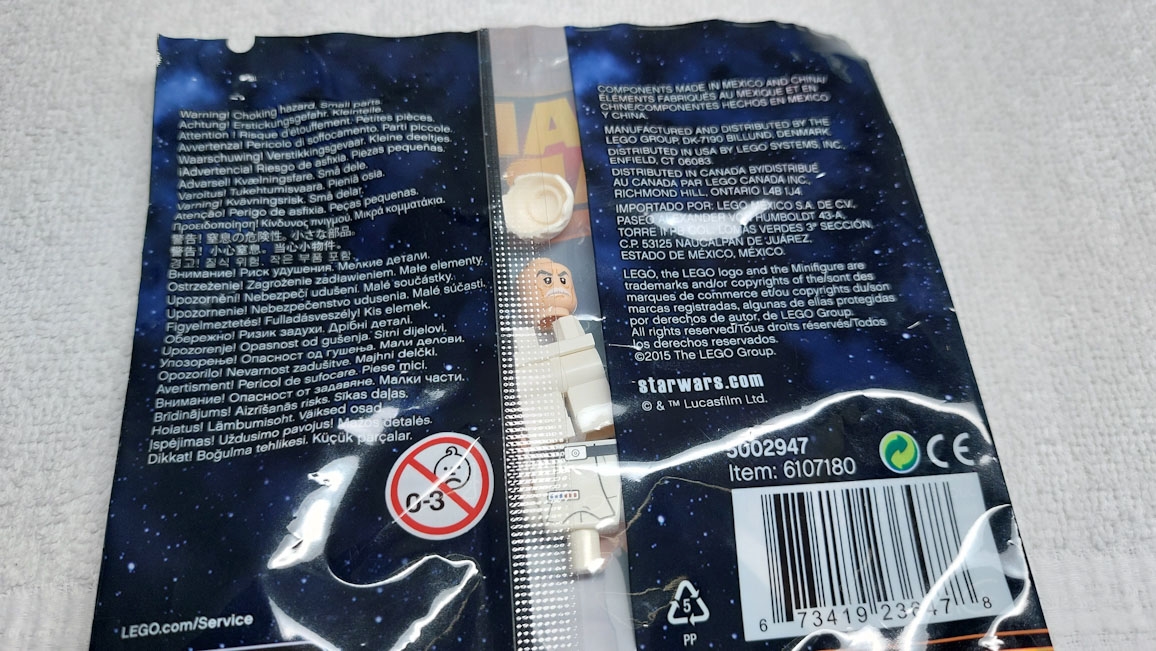 Warning! Choking hazard. Small parts.
Achtung! Erstickungsgefahr. Kleinteile.
Attention ! Risque d'étouffement. Petites pièces.
Avvertenza! Pericolo di soffocamento. Parti piccole.
Waarschuwing! Verstikkingsgevaar. Kleine deeltjes.
¡Advertencia! Riesgo de asfixia. Piezas pequeñas.
Advarsel! Kvælningsfare. Små dele.
Varoitus! Tukehtumisvaara. Pieniä osia.
Varning! Kvävningsrisk. Små delar.
Atenção! Perigo de asfixia. Peças pequenas.
Προειδοποίηση! Κίνδυνος πνιγμού. Μικρά κομματάκια.
警告! 窒息の危険性。小さな部品。
警告! 小心窒息。当心小物件。
경고! 질식 위험. 작은 부품 포함.
Внимание! Риск удушения. Мелкие детали.
Ostrzeżenie! Zagrożenie zadławieniem. Małe elementy.
Upozornění! Nebezpečí udušení. Malé součástky.
Upozornenie! Nebezpečenstvo udusenia. Malé súčasti.
Figyelmeztetés! Fulladásveszély! Kis elemek.
Обережно! Ризик задухи. Дрібні деталі.
Upozorenje! Opasnost od gušenja. Sitni dijelovi.
Упозорење! Опасност од гушења. Мали делови.
Opozorilo! Nevarnost zadušitve. Majhni delčki.
Avertisment! Pericol de sufocare. Piese mici.
Внимание! Опасност от задавяне. Малки части.
Brīdinājums! Aizrīšanās risks. Sīkas daļas.
Hoiatus! Lämbumisoht. Väiksed osad.
Įspėjimas! Uždusimo pavojus! Mažos detalės.
Dikkat! Boğulma tehlikesi. Küçük parçalar.
0-3
LEGO.com/Service
COMPONENTS MADE IN MEXICO AND CHINA/
ÉLÉMENTS FABRIQUÉS AU MEXIQUE ET EN
CHINE/COMPONENTES HECHOS EN MÉXICO
Y CHINA.
MANUFACTURED AND DISTRIBUTED BY THE
LEGO GROUP, DK-7190 BILLUND, DENMARK.
DISTRIBUTED IN USA BY LEGO SYSTEMS, INC.,
ENFIELD, CT 06083.
DISTRIBUTED IN CANADA BY/DISTRIBUÉ
AU CANADA PAR LEGO CANADA INC.,
RICHMOND HILL, ONTARIO L4B 1J4
IMPORTADO POR: LEGO MÉXICO S.A. DE C.V.
PASEO ALEXANDER VON HUMBOLDT 43-A,
TORRE LOMAS VERDES 3ª SECCIÓN,
C.P. 53125 NAUCALPAN DE JUÁREZ,
ESTADO DE MÉXICO, MÉXICO.
LEGO, the LEGO logo and the Minifigure are
trademarks and/or copyrights of the/sont des
marques de commerce et/ou copyrights du/son
marcas registradas, algunas de ellas protegidas
por derechos de autor, de LEGO Group.
All rights reserved/Tous droits réservés/Todos
los derechos reservados.
©2015 The LEGO Group.
starwars.com
© & ™ Lucasfilm Ltd.
5002947
Item: 6107180
CE
5
PP
6 73419 23 47 8